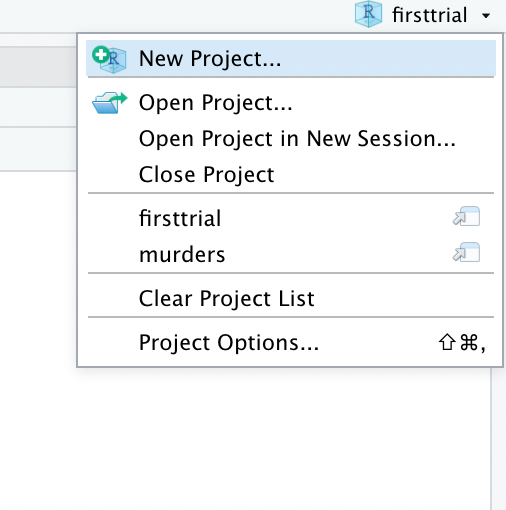 firsttrial
New Project...
Open Project...
Open Project in New Session...
Close Project
firsttrial
murders
Clear Project List
Project Options... ⇧⌘,